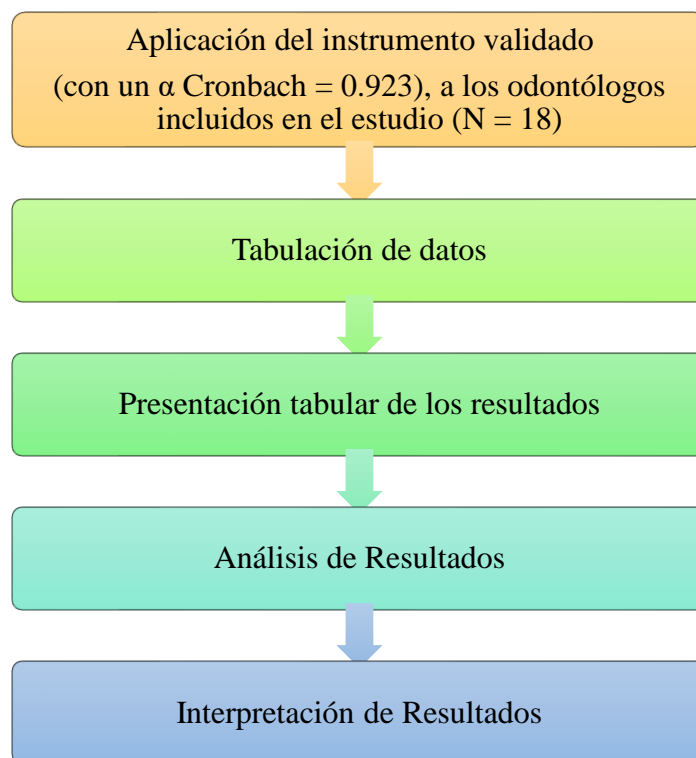 Aplicación del instrumento validado
(con un α Cronbach = 0.923), a los odontólogos
incluidos en el estudio (N = 18)
Tabulación de datos
Presentación tabular de los resultados
Análisis de Resultados
Interpretación de Resultados